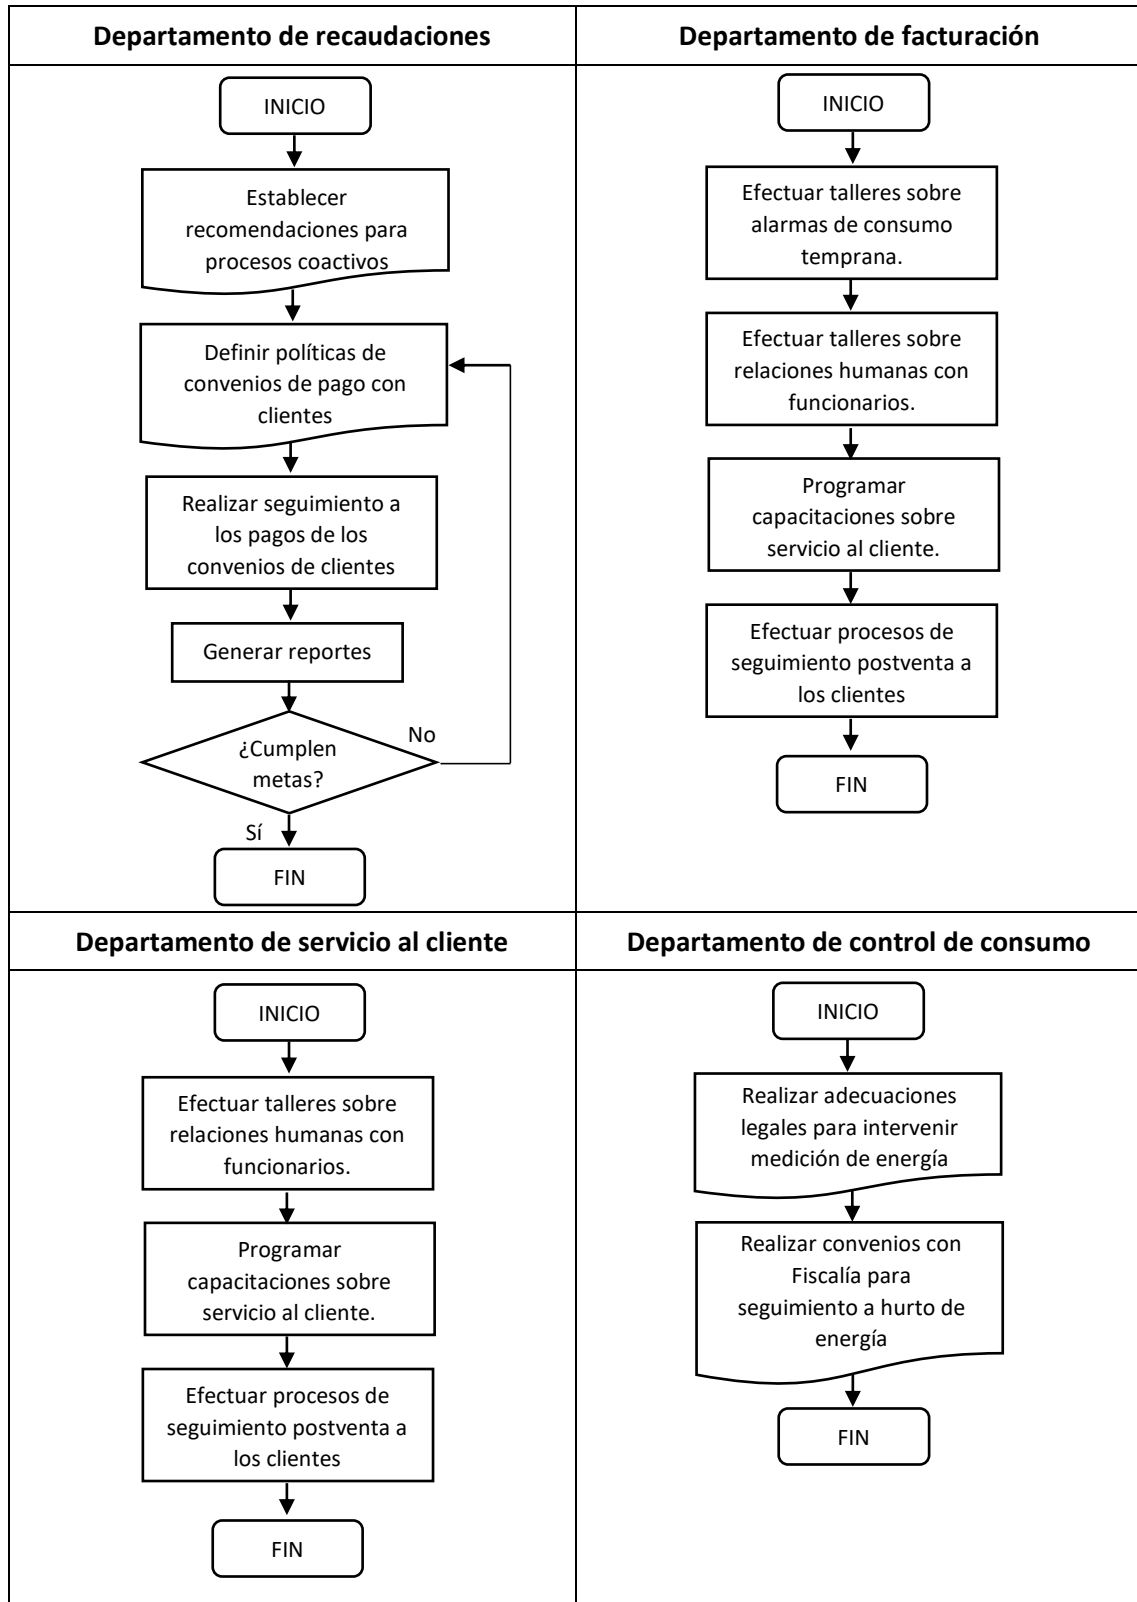 Departamento de recaudaciones
INICIO
Establecer
recomendaciones para
procesos coactivos
Definir políticas de
convenios de pago con
clientes
Realizar seguimiento a
los pagos de los
convenios de clientes
Generar reportes
¿Cumplen
metas?
No
Sí
FIN
Departamento de facturación
INICIO
Efectuar talleres sobre
alarmas de consumo
temprana.
Efectuar talleres sobre
relaciones humanas con
funcionarios.
Programar
capacitaciones sobre
servicio al cliente.
Efectuar procesos de
seguimiento postventa a
los clientes
FIN
Departamento de servicio al cliente
INICIO
Efectuar talleres sobre
relaciones humanas con
funcionarios.
Programar
capacitaciones sobre
servicio al cliente.
Efectuar procesos de
seguimiento postventa a
los clientes
FIN
Departamento de control de consumo
INICIO
Realizar adecuaciones
legales para intervenir
medición de energía
Realizar convenios con
Fiscalía para
seguimiento a hurto de
energía
FIN